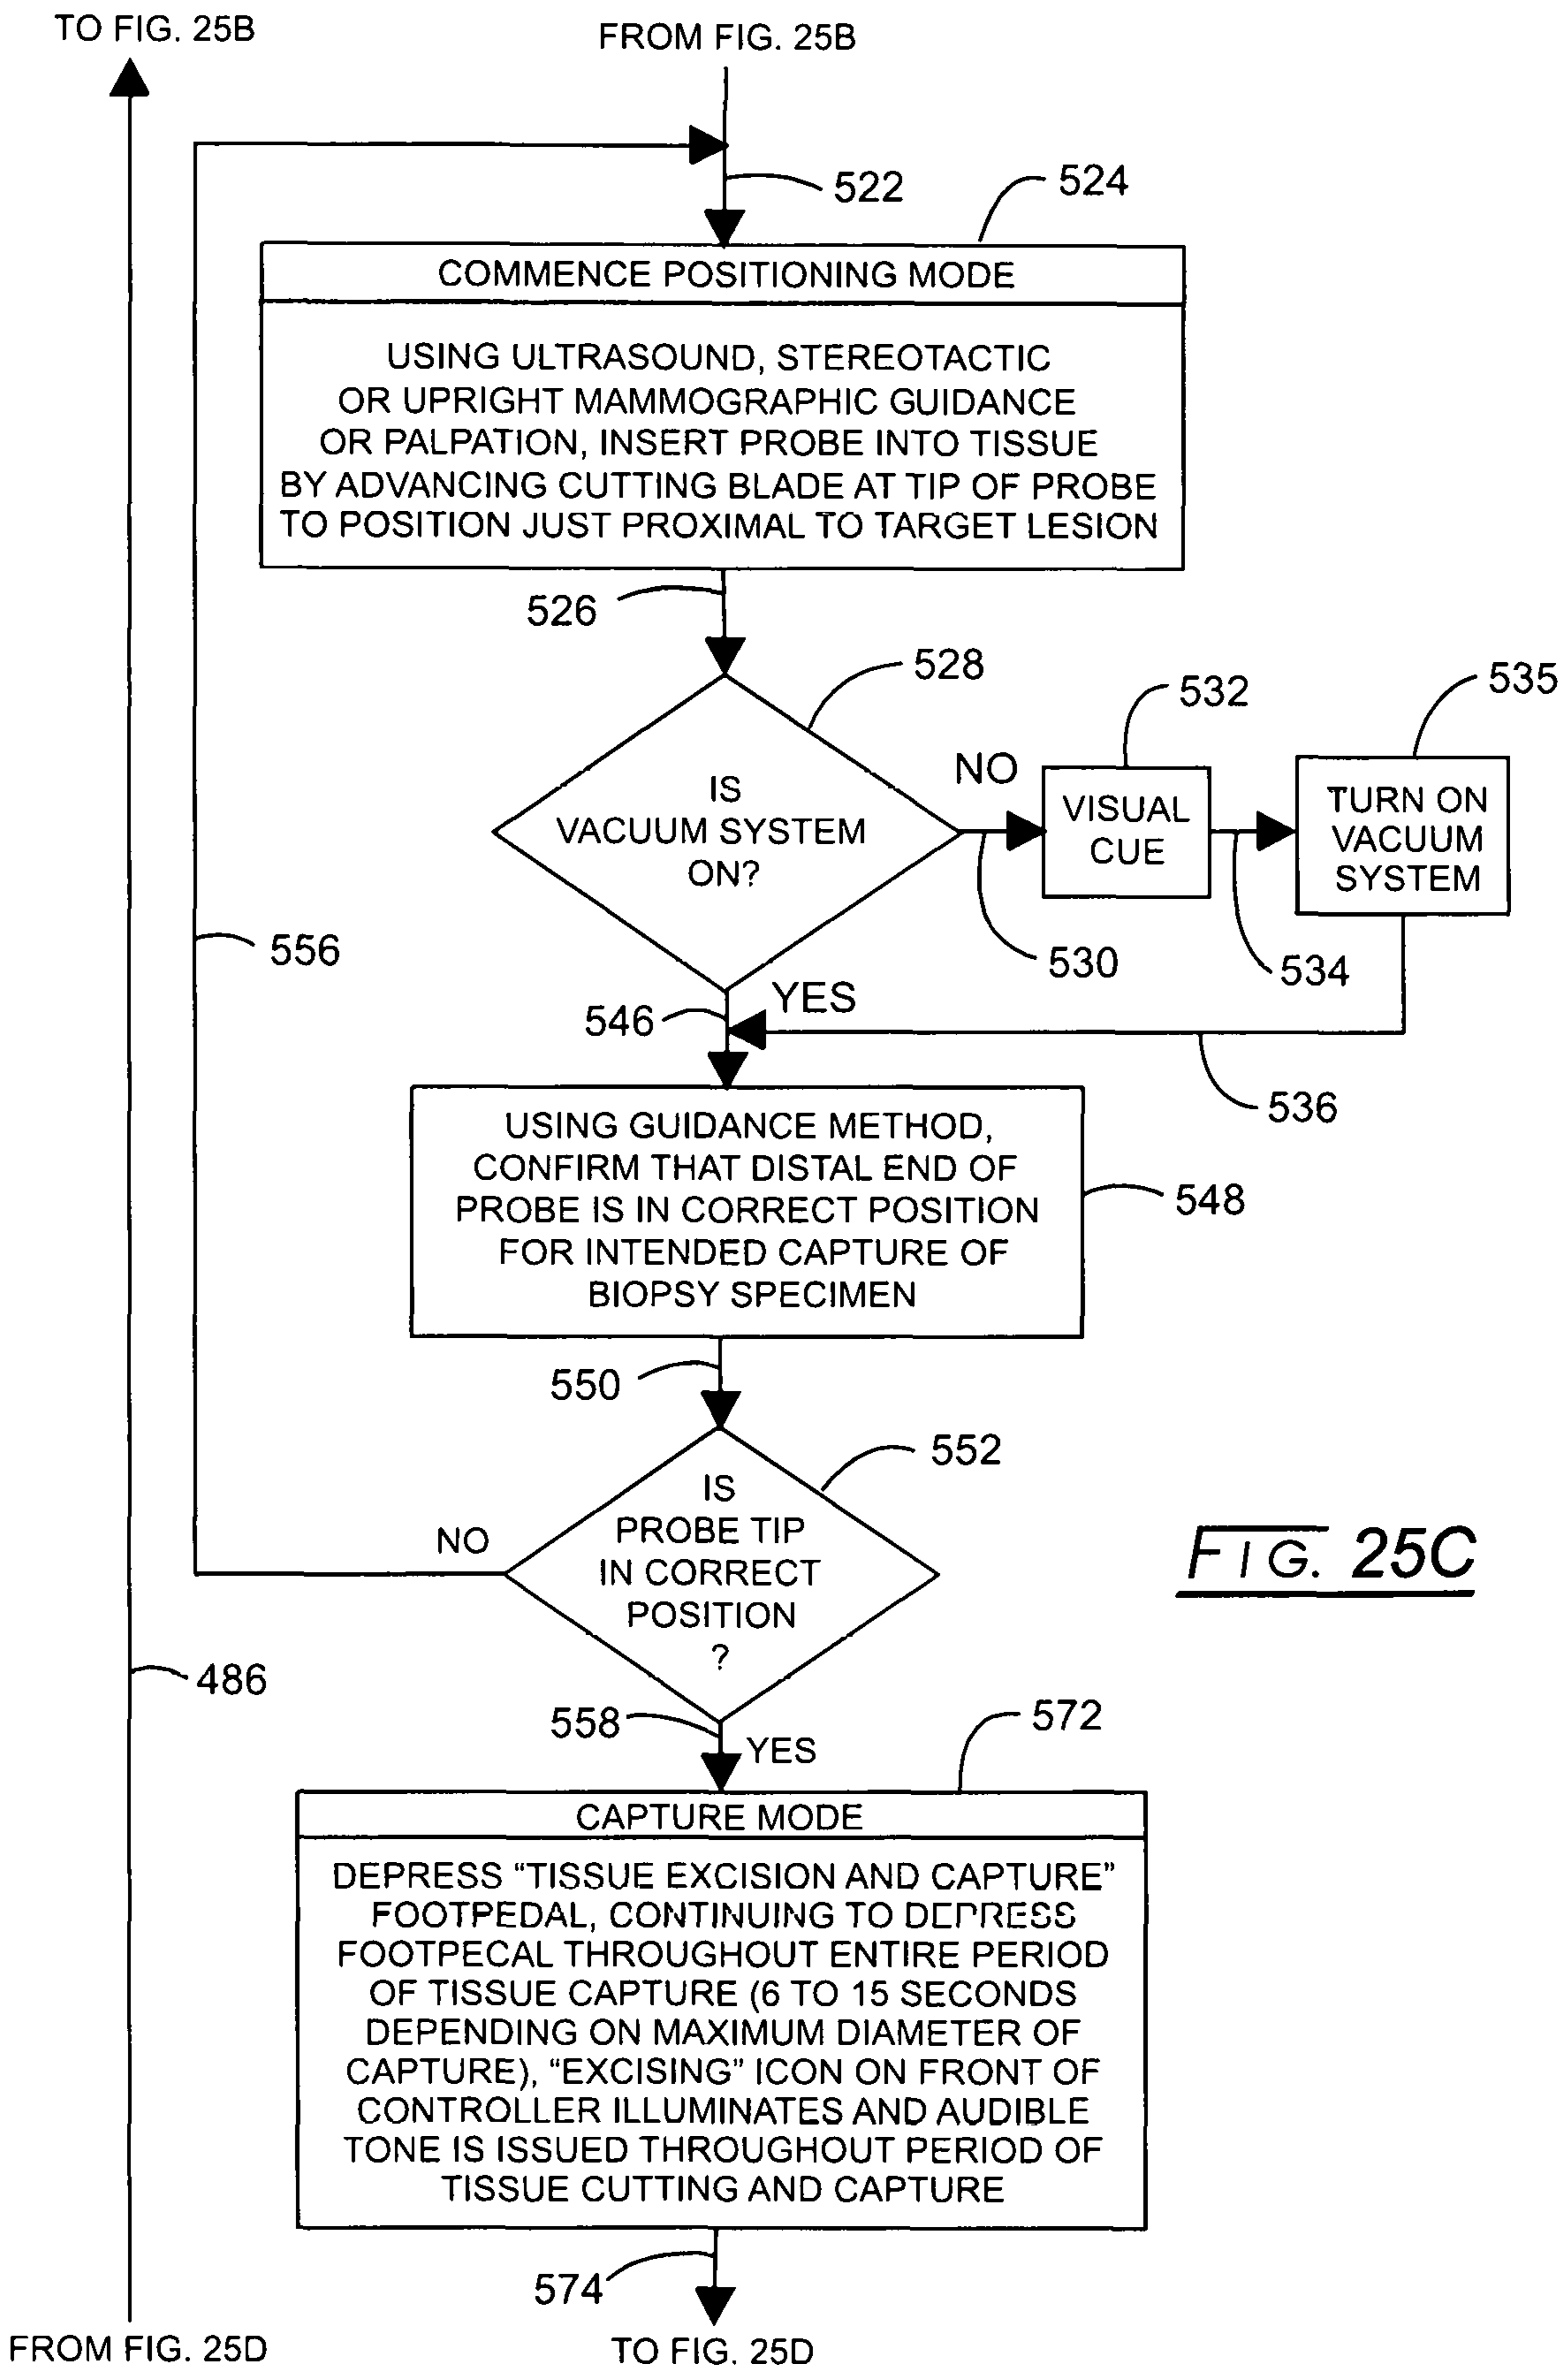 TO FIG. 25B
FROM FIG. 25B
522
524
COMMENCE POSITIONING MODE
USING ULTRASOUND, STEREOTACTIC
OR UPRIGHT MAMMOGRAPHIC GUIDANCE
OR PALPATION, INSERT PROBE INTO TISSUE
BY ADVANCING CUTTING BLADE AT TIP OF PROBE
TO POSITION JUST PROXIMAL TO TARGET LESION
526
528
IS
VACUUM SYSTEM
ON?
NO
530
532
VISUAL
CUE
534
535
TURN ON
VACUUM
SYSTEM
556
546
YES
536
USING GUIDANCE METHOD,
CONFIRM THAT DISTAL END OF
PROBE IS IN CORRECT POSITION
FOR INTENDED CAPTURE OF
BIOPSY SPECIMEN
548
550
552
IS
PROBE TIP
IN CORRECT
POSITION
?
NO
FIG. 25C
486
558
YES
572
CAPTURE MODE
DEPRESS “TISSUE EXCISION AND CAPTURE”
FOOTPEDAL, CONTINUING TO DEPRESS
FOOTPECAL THROUGHOUT ENTIRE PERIOD
OF TISSUE CAPTURE (6 TO 15 SECONDS
DEPENDING ON MAXIMUM DIAMETER OF
CAPTURE), “EXCISING” ICON ON FRONT OF
CONTROLLER ILLUMINATES AND AUDIBLE
TONE IS ISSUED THROUGHOUT PERIOD OF
TISSUE CUTTING AND CAPTURE
574
FROM FIG. 25D
TO FIG. 25D